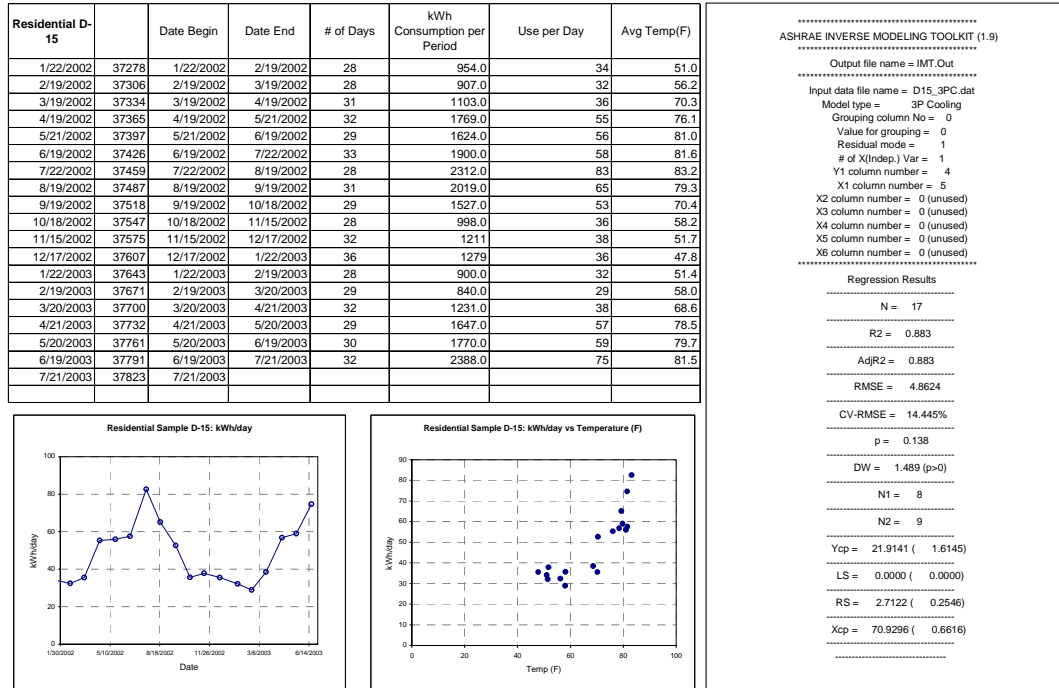 Residential D-15 Date Begin Date End # of Days kWh Consumption per Period Use per Day Avg Temp(F)
1/22/2002 37278 1/22/2002 2/19/2002 28 954.0 34 51.0
2/19/2002 37306 2/19/2002 3/19/2002 28 907.0 32 56.2
3/19/2002 37334 3/19/2002 4/19/2002 31 1103.0 36 70.3
4/19/2002 37365 4/19/2002 5/21/2002 32 1769.0 55 76.1
5/21/2002 37397 5/21/2002 6/19/2002 29 1624.0 56 81.0
6/19/2002 37426 6/19/2002 7/22/2002 33 1900.0 58 81.6
7/22/2002 37459 7/22/2002 8/19/2002 28 2312.0 83 83.2
8/19/2002 37487 8/19/2002 9/19/2002 31 2019.0 65 79.3
9/19/2002 37518 9/19/2002 10/18/2002 29 1527.0 53 70.4
10/18/2002 37547 10/18/2002 11/15/2002 28 998.0 36 58.2
11/15/2002 37575 11/15/2002 12/17/2002 32 1211 38 51.7
12/17/2002 37607 12/17/2002 1/22/2003 36 1279 36 47.8
1/22/2003 37643 1/22/2003 2/19/2003 28 900.0 32 51.4
2/19/2003 37671 2/19/2003 3/20/2003 29 840.0 29 58.0
3/20/2003 37700 3/20/2003 4/21/2003 32 1231.0 38 68.6
4/21/2003 37732 4/21/2003 5/20/2003 29 1647.0 57 78.5
5/20/2003 37761 5/20/2003 6/19/2003 30 1770.0 59 79.7
6/19/2003 37791 6/19/2003 7/21/2003 32 2388.0 75 81.5
7/21/2003 37823 7/21/2003
Residential Sample D-15: kWh/day
100
80
60
40
20
0
kWh/day
1/30/2002 5/10/2002 8/18/2002 11/26/2002 3/6/2003 6/14/2003
Date
Residential Sample D-15: kWh/day vs Temperature (F)
90
80
70
60
50
40
30
20
10
0
kWh/day
0 20 40 60 80 100
Temp (F)
********************************************
ASHRAE INVERSE MODELING TOOLKIT (1.9)
********************************************
Output file name = IMT.Out
********************************************
Input data file name = D15_3PC.dat
Model type = 3P Cooling
Grouping column No = 0
Value for grouping = 0
Residual mode = 1
# of X(Indep.) Var = 1
Y1 column number = 4
X1 column number = 5
X2 column number = 0 (unused)
X3 column number = 0 (unused)
X4 column number = 0 (unused)
X5 column number = 0 (unused)
X6 column number = 0 (unused)
********************************************
Regression Results
--------------------------------------
N = 17
--------------------------------------
R2 = 0.883
--------------------------------------
AdjR2 = 0.883
--------------------------------------
RMSE = 4.8624
--------------------------------------
CV-RMSE = 14.445%
--------------------------------------
p = 0.138
--------------------------------------
DW = 1.489 (p>0)
--------------------------------------
N1 = 8
--------------------------------------
N2 = 9
--------------------------------------
Ycp = 21.9141 ( 1.6145)
--------------------------------------
LS = 0.0000 ( 0.0000)
--------------------------------------
RS = 2.7122 ( 0.2546)
--------------------------------------
Xcp = 70.9296 ( 0.6616)
--------------------------------------
---------------------------------